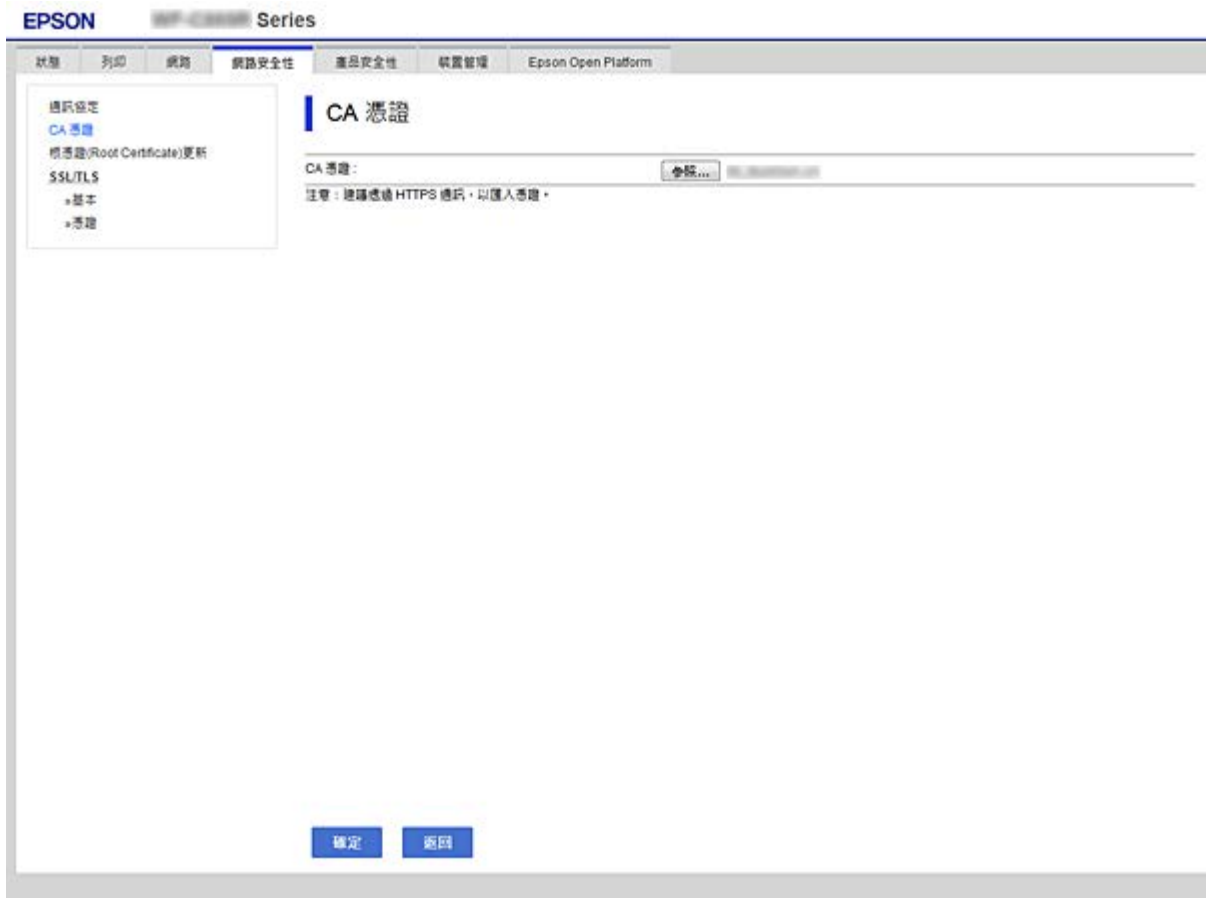 EPSON Series
狀態 列印 網路 網路安全性 產品安全性 裝置管理 Epson Open Platform
通訊協定
CA 憑證
根憑證(Root Certificate)更新
SSL/TLS
»基本
»憑證
CA 憑證
CA 憑證 : 參照...
注意:建議透過 HTTPS 通訊,以匯入憑證。
確定 返回